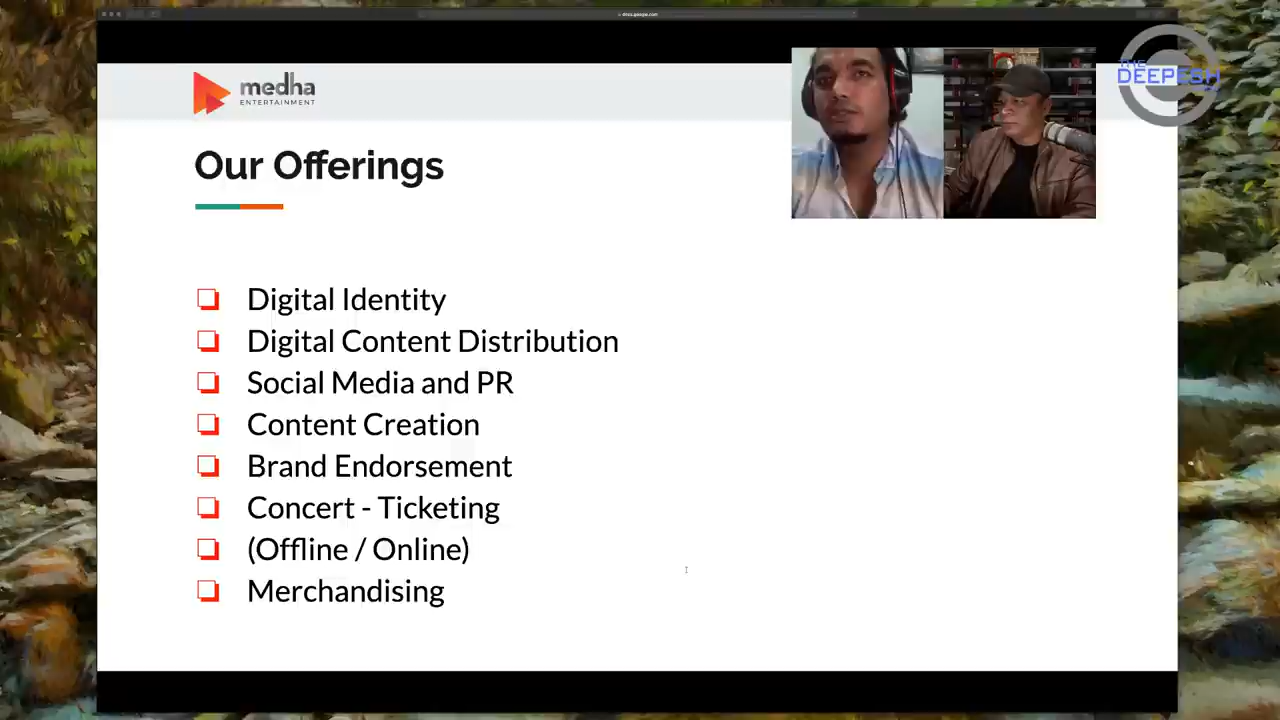 medha
ENTERTAINMENT
THE
DEEPESH
Our Offerings
Digital Identity
Digital Content Distribution
Social Media and PR
Content Creation
Brand Endorsement
Concert - Ticketing
(Offline / Online)
Merchandising